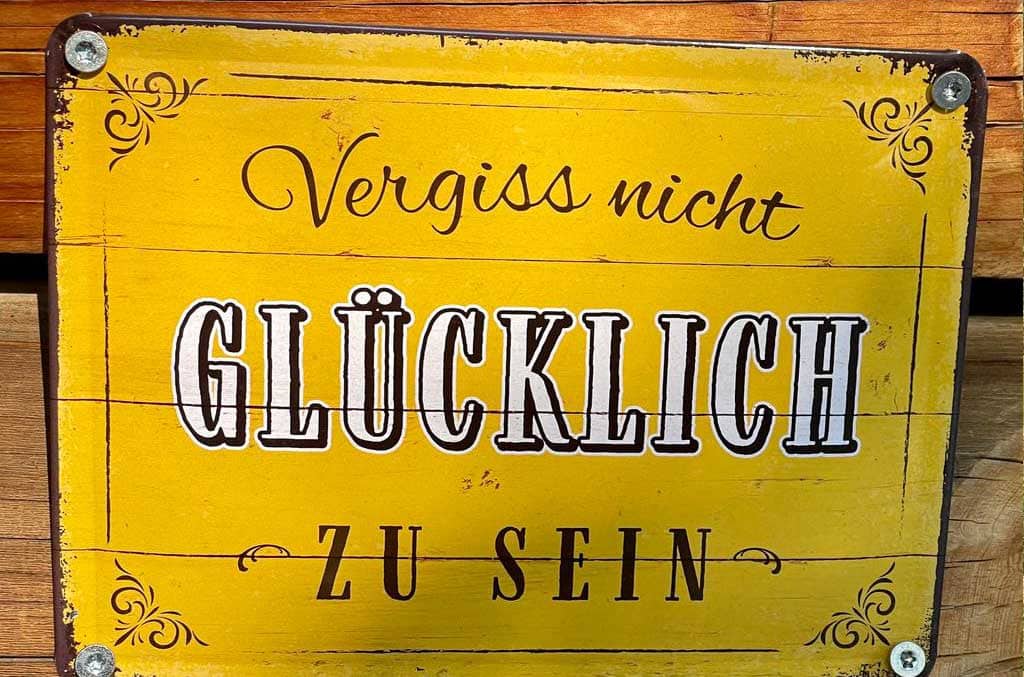 Vergiss nicht
GLÜCKLICH
ZU SEIN